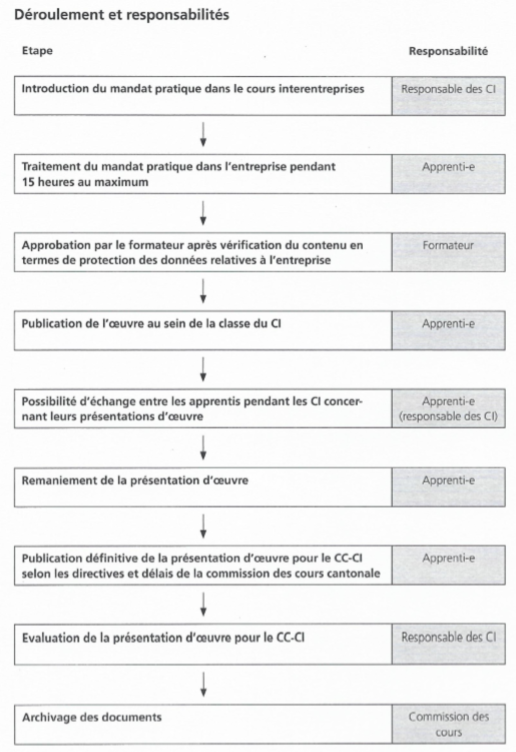 Déroulement et responsabilités
Etape
Responsabilité
Introduction du mandat pratique dans le cours interentreprises
Responsable des CI
Traitement du mandat pratique dans l'entreprise pendant
15 heures au maximum
Apprenti-e
Approbation par le formateur après vérification du contenu en
termes de protection des données relatives à l'entreprise
Formateur
Publication de l'œuvre au sein de la classe du CI
Apprenti-e
Possibilité d'échange entre les apprentis pendant les CI concer-
nant leurs présentations d'œuvre
Apprenti-e
(responsable des CI)
Remaniement de la présentation d'œuvre
Apprenti-e
Publication définitive de la présentation d'œuvre pour le CC-CI
selon les directives et délais de la commission des cours cantonale
Apprenti-e
Evaluation de la présentation d'œuvre pour le CC-CI
Responsable des CI
Archivage des documents
Commission des
cours